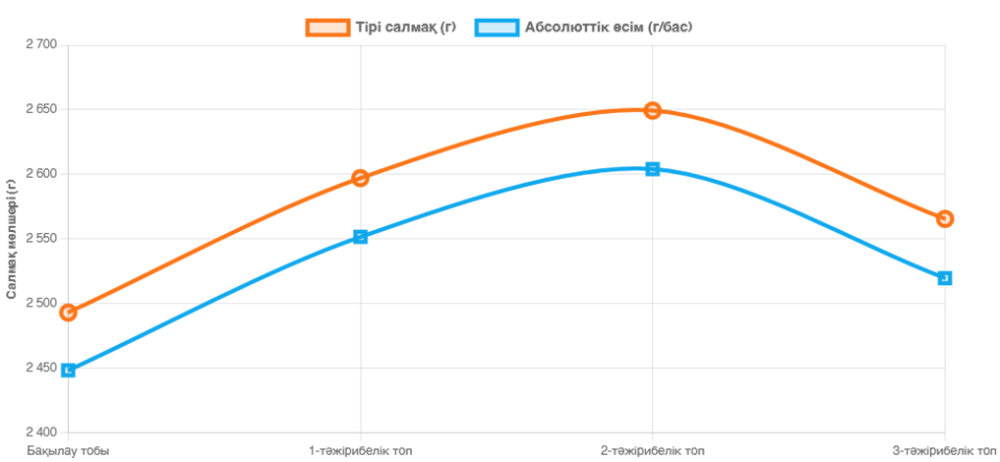 Тірі салмақ (г) Абсолюттік өсім (г/бас)
2 700
2 650
2 600
2 550
2 500
2 450
2 400
Салмақ мөлшері (г)
Бақылау тобы 1-тәжірибелік топ 2-тәжірибелік топ 3-тәжірибелік топ